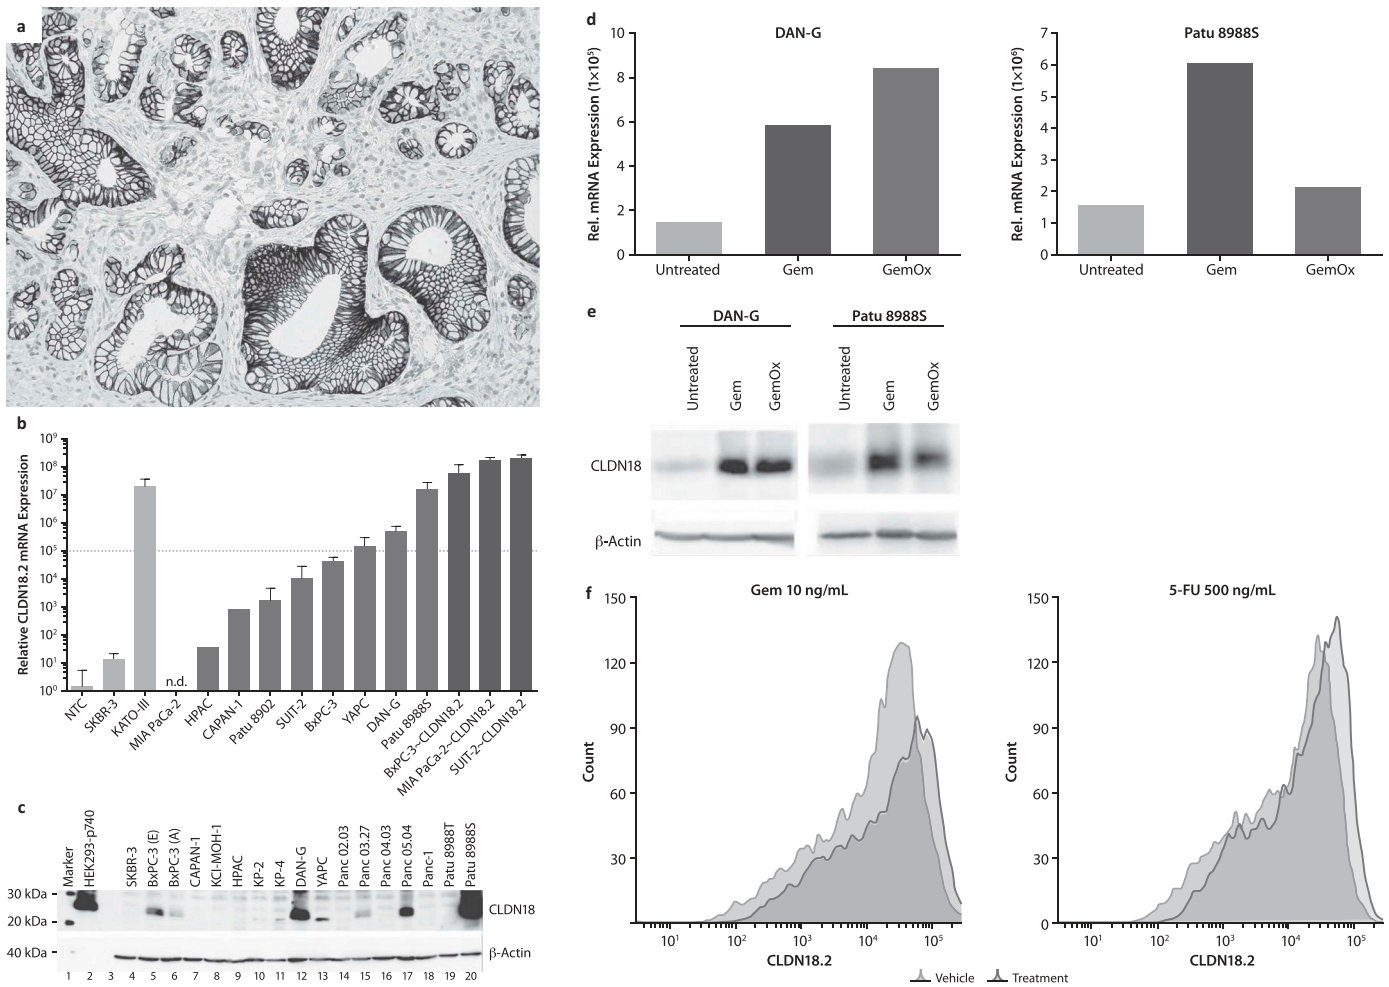 a
b
Relative CLDN18.2 mRNA Expression
10⁹
10⁸
10⁷
10⁶
10⁵
10⁴
10³
10²
10¹
10⁰
n.d.
NTC
SKBR-3
KATO-III
MIA PaCa-2
HPAC
CAPAN-1
Patu 8902
SUIT-2
BxPC-3
YAPC
DAN-G
Patu 8988S
BxPC-3~CLDN18.2
MIA PaCa-2~CLDN18.2
SUIT-2~CLDN18.2
c
Marker
HEK293-p740
SKBR-3
BxPC-3 (E)
BxPC-3 (A)
CAPAN-1
KCI-MOH-1
HPAC
KP-2
KP-4
DAN-G
YAPC
Panc 02.03
Panc 03.27
Panc 04.03
Panc 05.04
Panc-1
Patu 8988T
Patu 8988S
30 kDa
20 kDa
CLDN18
40 kDa
β-Actin
1 2 3 4 5 6 7 8 9 10 11 12 13 14 15 16 17 18 19 20
d
DAN-G
Rel. mRNA Expression (1×10⁵)
10
8
6
4
2
0
Untreated Gem GemOx
Patu 8988S
Rel. mRNA Expression (1×10⁶)
7
6
5
4
3
2
1
0
Untreated Gem GemOx
e
DAN-G Patu 8988S
Untreated
Gem
GemOx
Untreated
Gem
GemOx
CLDN18
β-Actin
f
Gem 10 ng/mL
Count
150
120
90
60
30
10¹ 10² 10³ 10⁴ 10⁵
CLDN18.2
5-FU 500 ng/mL
Count
150
120
90
60
30
0
10¹ 10² 10³ 10⁴ 10⁵
CLDN18.2
Vehicle Treatment